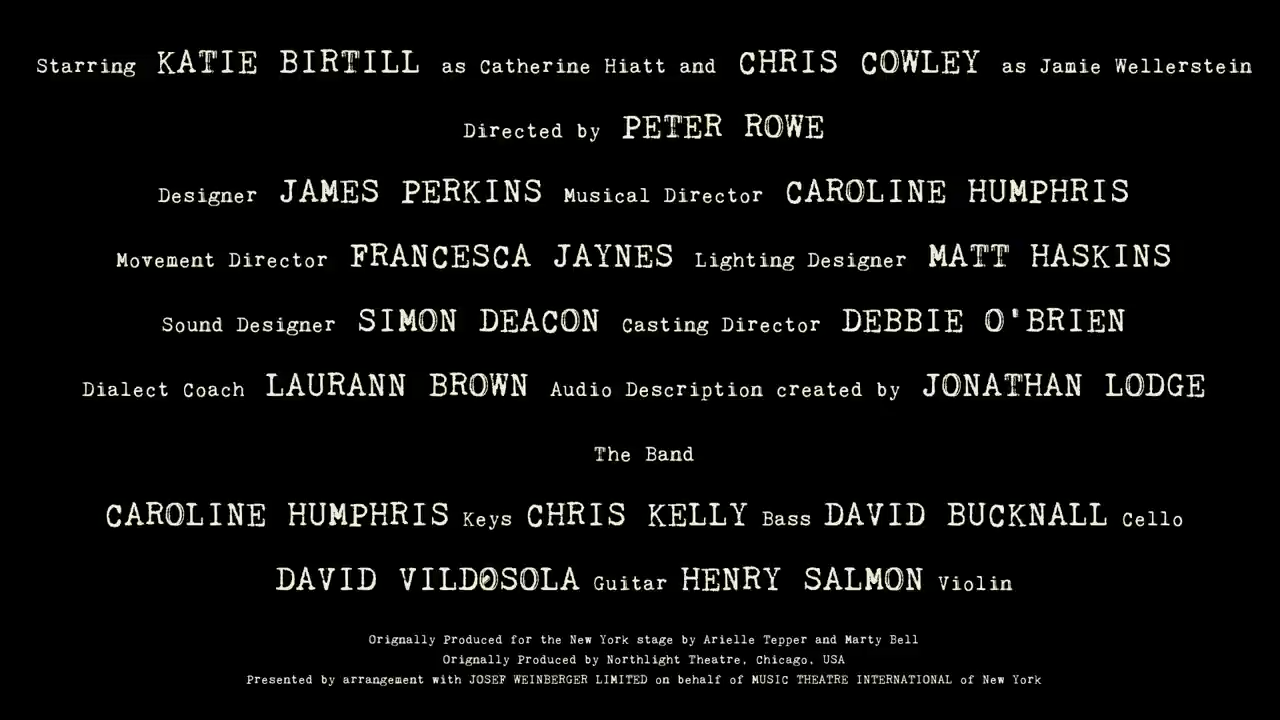 Starring KATIE BIRTILL as Catherine Hiatt and CHRIS COWLEY as Jamie Wellerstein
Directed by PETER ROWE
Designer JAMES PERKINS Musical Director CAROLINE HUMPHRIS
Movement Director FRANCESCA JAYNES Lighting Designer MATT HASKINS
Sound Designer SIMON DEACON Casting Director DEBBIE O'BRIEN
Dialect Coach LAURANN BROWN Audio Description created by JONATHAN LODGE
The Band
CAROLINE HUMPHRIS Keys CHRIS KELLY Bass DAVID BUCKNALL Cello
DAVID VILDOSOLA Guitar HENRY SALMON Violin
Orignally Produced for the New York stage by Arielle Tepper and Marty Bell
Orignally Produced by Northlight Theatre, Chicago, USA
Presented by arrangement with JOSEF WEINBERGER LIMITED on behalf of MUSIC THEATRE INTERNATIONAL of New York